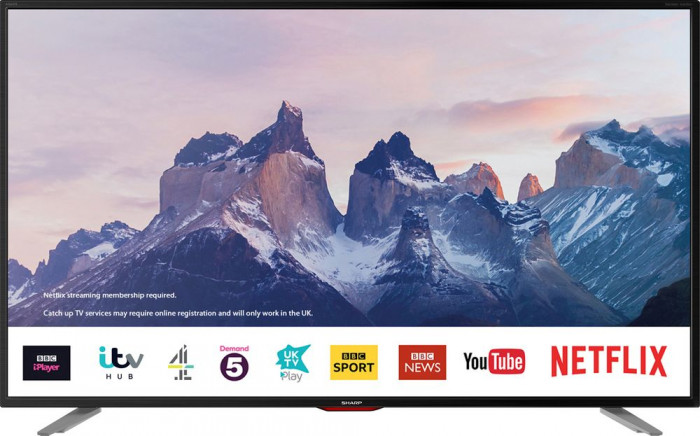 Netflix streaming membership required.
Catch up TV services may require online registration and will only work in the UK.
BBC
iPlayer
itv
HUB
4
Demand
5
UK
TV
Play
BBC
SPORT
BBC
NEWS
YouTube
NETFLIX
SHARP